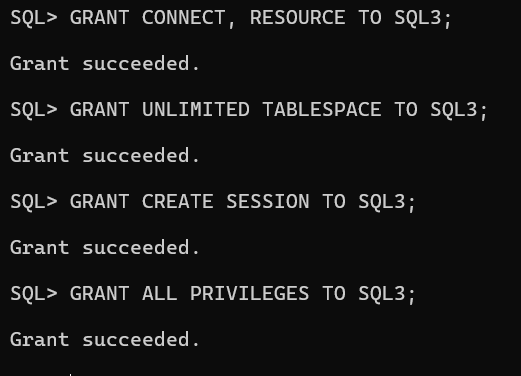 SQL> GRANT CONNECT, RESOURCE TO SQL3;
Grant succeeded.
SQL> GRANT UNLIMITED TABLESPACE TO SQL3;
Grant succeeded.
SQL> GRANT CREATE SESSION TO SQL3;
Grant succeeded.
SQL> GRANT ALL PRIVILEGES TO SQL3;
Grant succeeded.